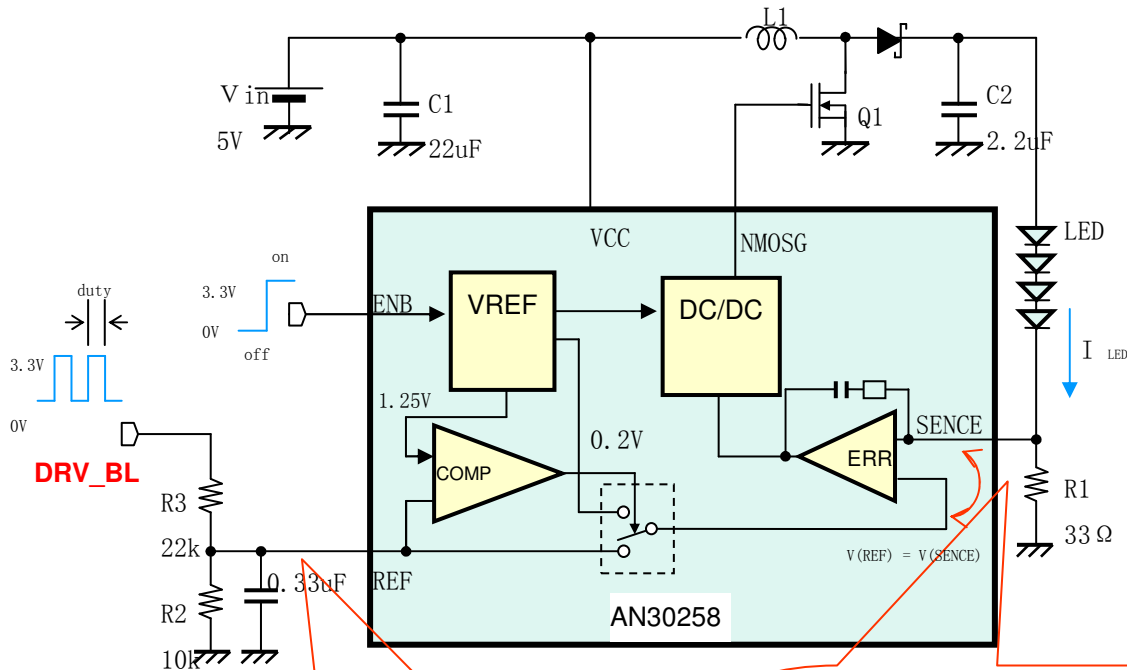 L1
Vin
5V
C1
22uF
Q1
C2
2.2uF
VCC
NMOSG
LED
on
3.3V
0V
off
ENB
VREF
DC/DC
duty
3.3V
0V
DRV_BL
I LED
1.25V
0.2V
COMP
ERR
SENCE
R1
33Ω
R3
22k
V(REF) = V(SENCE)
0.33uF
REF
R2
10k
AN30258